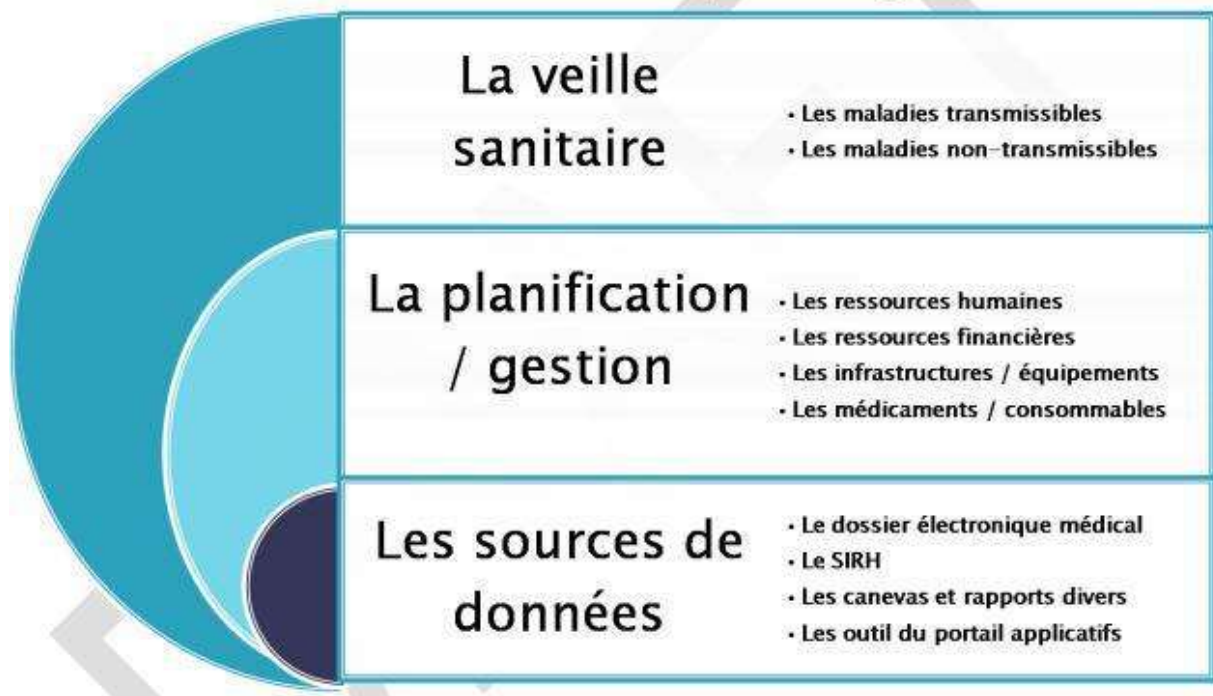 La veille
sanitaire
• Les maladies transmissibles
• Les maladies non-transmissibles
La planification
/ gestion
• Les ressources humaines
• Les ressources financières
• Les infrastructures / équipements
• Les médicaments / consommables
Les sources de
données
• Le dossier électronique médical
• Le SIRH
• Les canevas et rapports divers
• Les outil du portail applicatifs